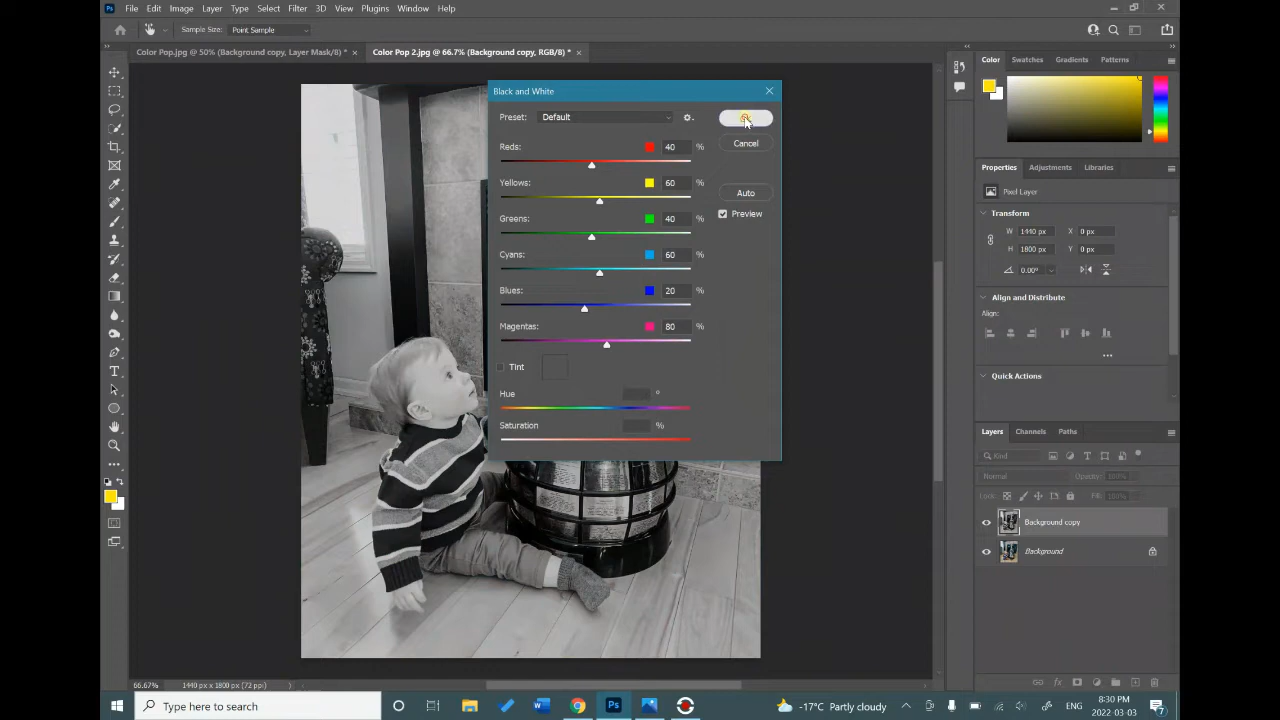 Ps File Edit Image Layer Type Select Filter 3D View Plugins Window Help
Sample Size: Point Sample
Color Pop.jpg @ 50% (Background copy, Layer Mask/8) * × Color Pop 2.jpg @ 66.7% (Background copy, RGB/8) * ×
Color Swatches Gradients Patterns
Black and White
Preset: Default
Reds: 40 %
Cancel
Yellows: 60 %
Auto
Preview
Greens: 40 %
Cyans: 60 %
Blues: 20 %
Magentas: 80 %
Tint
Hue °
Saturation %
Properties Adjustments Libraries
Pixel Layer
Transform
W 1440 px X 0 px
H 1800 px Y 0 px
0.00°
Align and Distribute
Align:
Quick Actions
Layers Channels Paths
Kind
Normal Opacity: 100%
Lock: Fill: 100%
Background copy
Background
66.67% 1440 px x 1800 px (72 ppi)
Type here to search
Ps
-17°C Partly cloudy
ENG
8:30 PM
2022-03-03
7